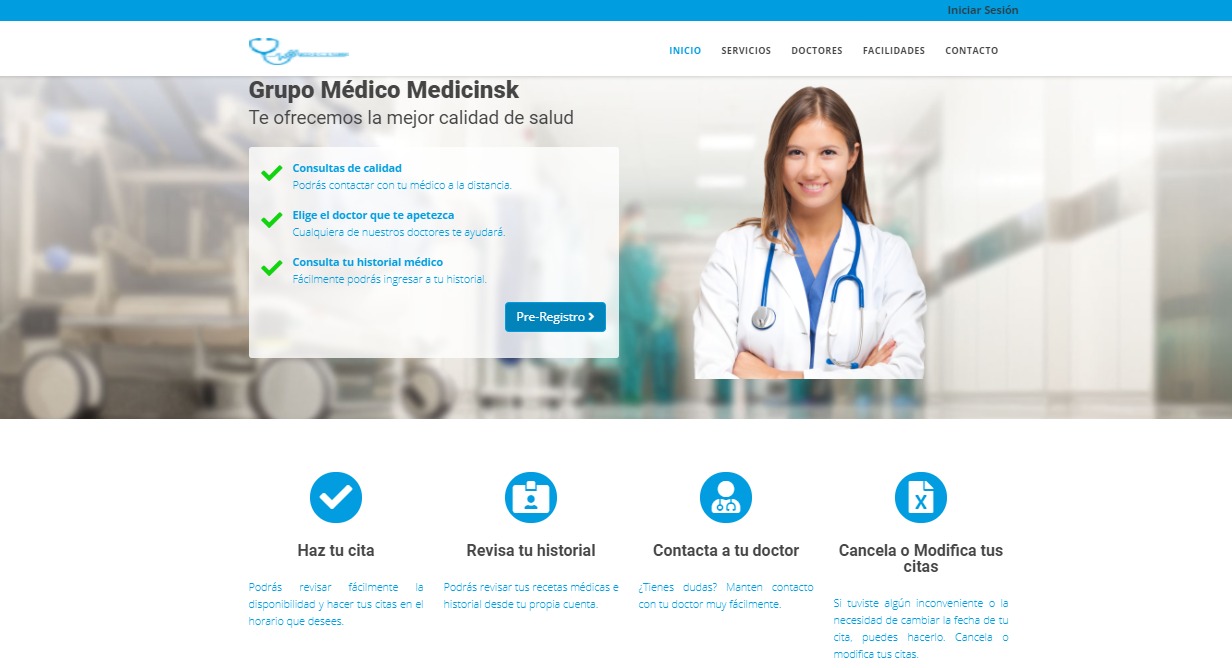 Iniciar Sesión
INICIO SERVICIOS DOCTORES FACILIDADES CONTACTO
Grupo Médico Medicinsk
Te ofrecemos la mejor calidad de salud
Consultas de calidad
Podrás contactar con tu médico a la distancia.
Elige el doctor que te apetezca
Cualquiera de nuestros doctores te ayudará.
Consulta tu historial médico
Fácilmente podrás ingresar a tu historial.
Pre-Registro
Haz tu cita
Podrás revisar fácilmente la
disponibilidad y hacer tus citas en el
horario que desees.
Revisa tu historial
Podrás revisar tus recetas médicas e
historial desde tu propia cuenta.
Contacta a tu doctor
¿Tienes dudas? Manten contacto
con tu doctor muy fácilmente.
X
Cancela o Modifica tus
citas
Si tuviste algún inconveniente o la
necesidad de cambiar la fecha de tu
cita, puedes hacerlo. Cancela o
modifica tus citas.